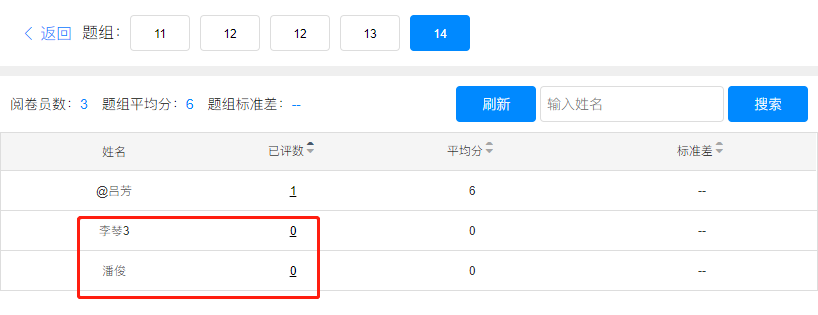 返回 题组： 11 12 12 13 14
阅卷员数：3 题组平均分：6 题组标准差：-- 刷新 输入姓名 搜索
姓名 已评数 平均分 标准差
@吕芳 1 6 --
李琴3 0 0 --
潘俊 0 0 --